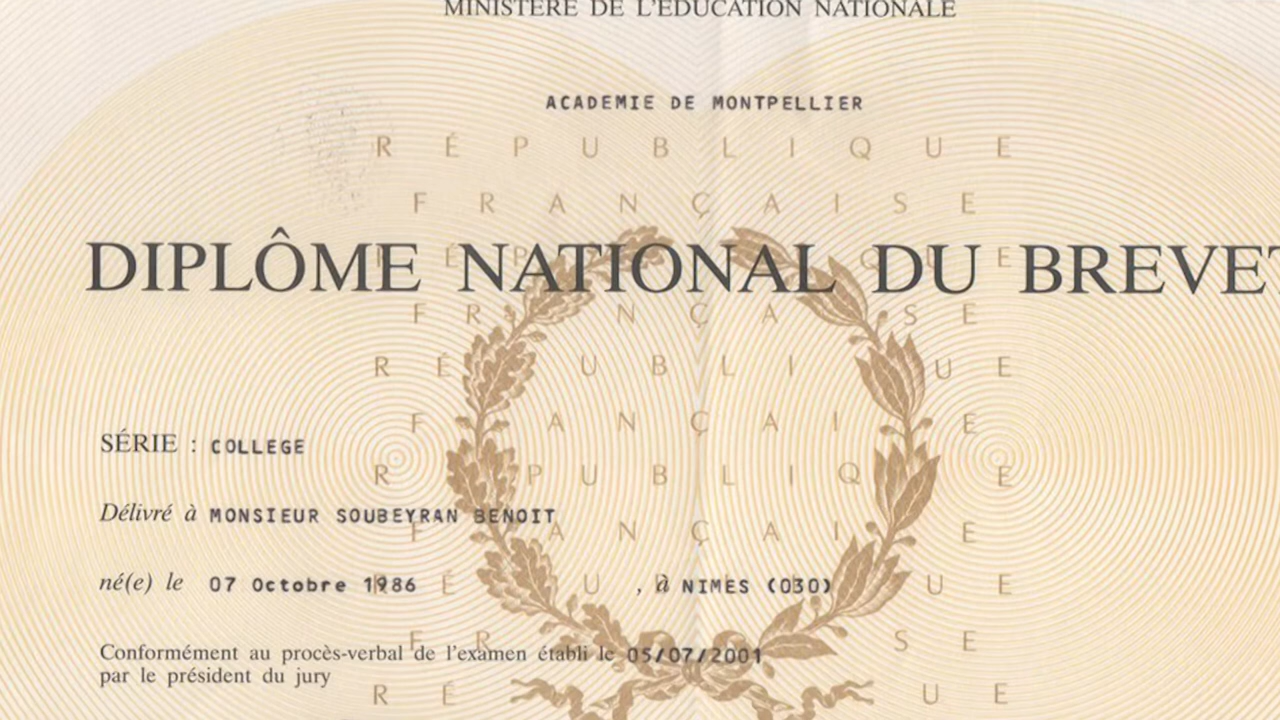 MINISTÈRE DE L'ÉDUCATION NATIONALE
ACADEMIE DE MONTPELLIER
RÉPUBLIQUE
FRANÇAISE
DIPLÔME NATIONAL DU BREVET
SÉRIE : COLLEGE
Délivré à MONSIEUR SOUBEYRAN BENOIT
né(e) le 07 Octobre 1986 , à NIMES (030)
Conformément au procès-verbal de l'examen établi le 05/07/2001
par le président du jury